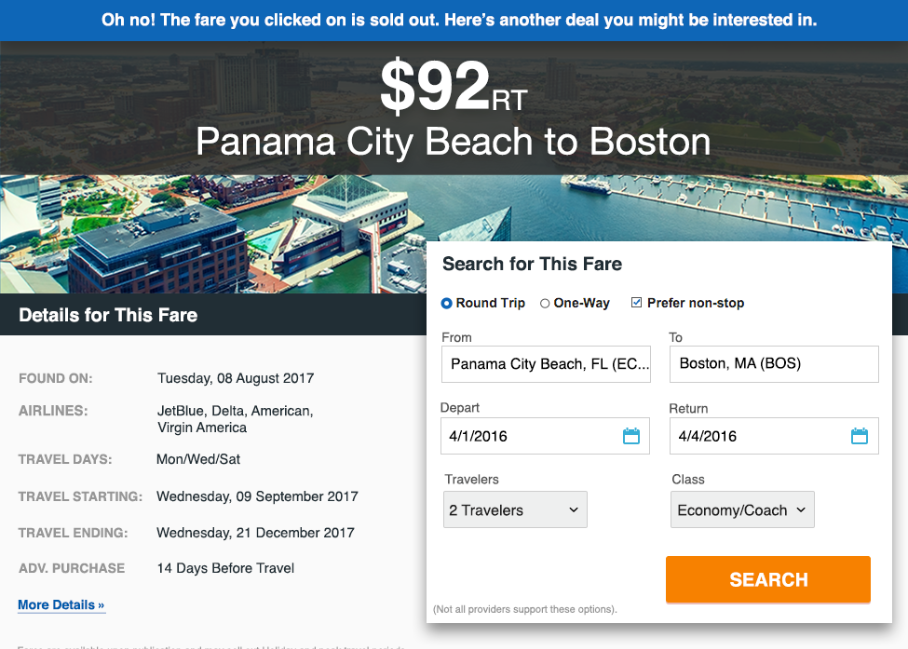 Oh no! The fare you clicked on is sold out. Here's another deal you might be interested in.
$92RT
Panama City Beach to Boston
Details for This Fare
FOUND ON: Tuesday, 08 August 2017
AIRLINES: JetBlue, Delta, American,
Virgin America
TRAVEL DAYS: Mon/Wed/Sat
TRAVEL STARTING: Wednesday, 09 September 2017
TRAVEL ENDING: Wednesday, 21 December 2017
ADV. PURCHASE 14 Days Before Travel
More Details »
Search for This Fare
Round Trip One-Way Prefer non-stop
From To
Panama City Beach, FL (EC... Boston, MA (BOS)
Depart Return
4/1/2016 4/4/2016
Travelers Class
2 Travelers Economy/Coach
SEARCH
(Not all providers support these options).